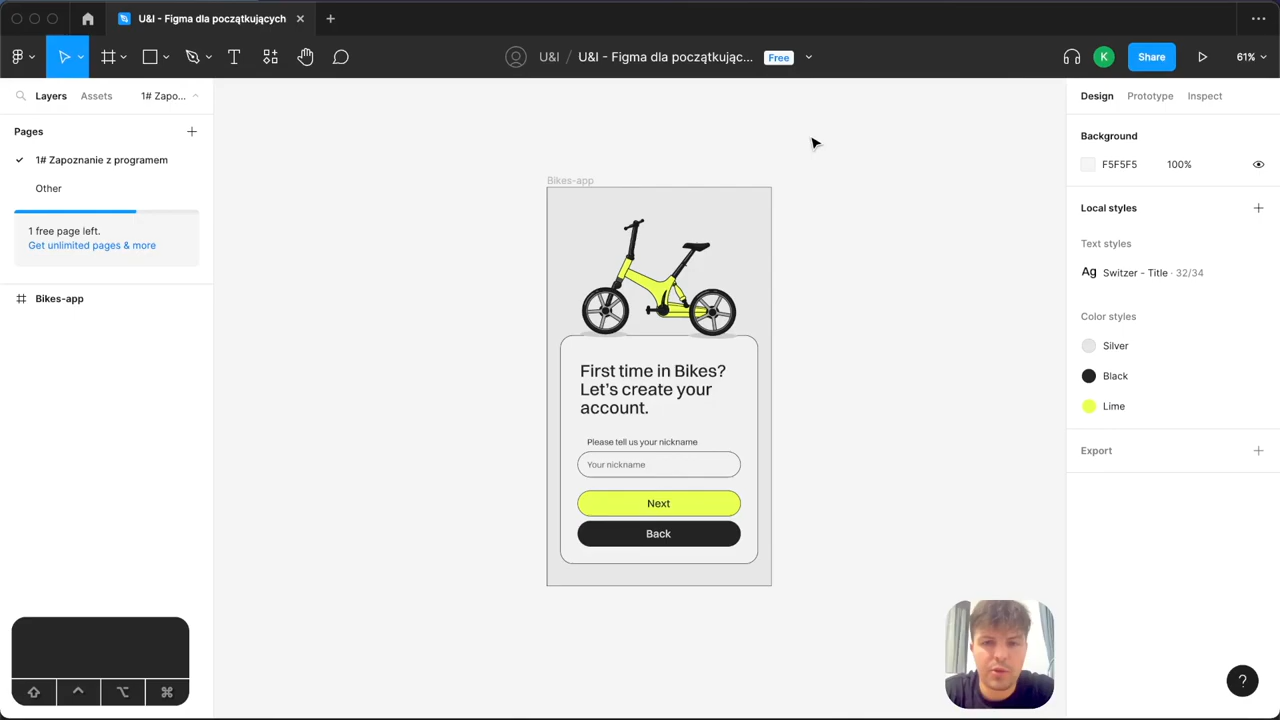 U&I - Figma dla początkujących
U&I / U&I - Figma dla początkując...
Free
K
Share
61%
Layers
Assets
1# Zapo...
Pages
1# Zapoznanie z programem
Other
1 free page left.
Get unlimited pages & more
Bikes-app
Bikes-app
First time in Bikes?
Let's create your
account.
Please tell us your nickname
Your nickname
Next
Back
Design
Prototype
Inspect
Background
F5F5F5
100%
Local styles
Text styles
Ag Switzer - Title · 32/34
Color styles
Silver
Black
Lime
Export
?